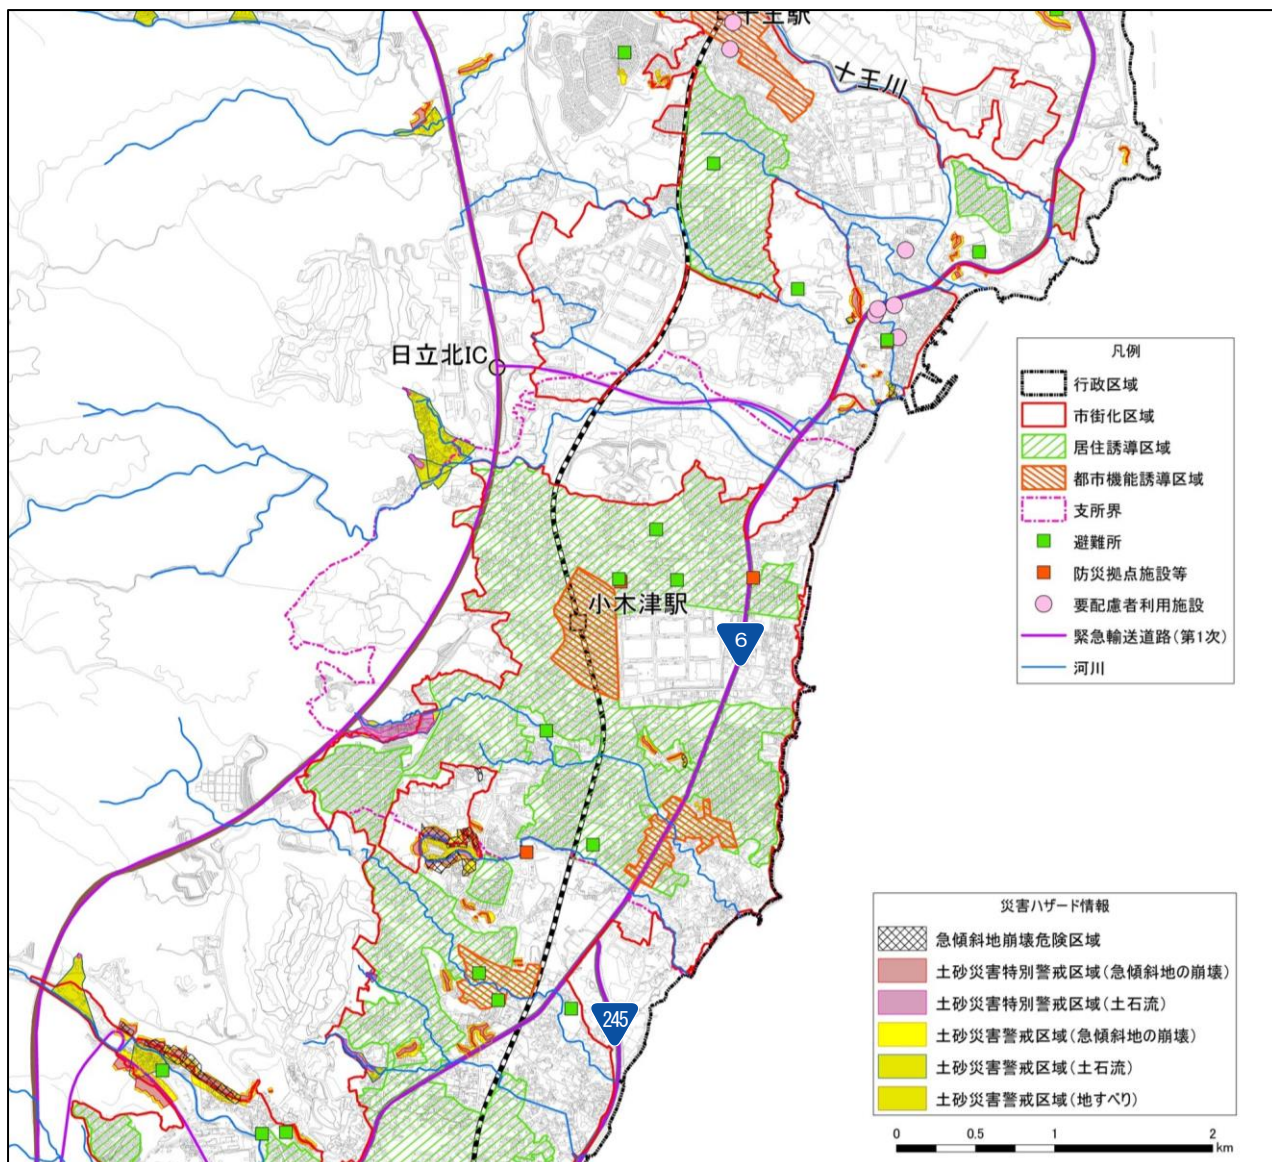 十王駅
十王川
日立北IC
小木津駅
6
245
凡例
行政区域
市街化区域
居住誘導区域
都市機能誘導区域
支所界
避難所
防災拠点施設等
要配慮者利用施設
緊急輸送道路(第1次)
河川
災害ハザード情報
急傾斜地崩壊危険区域
土砂災害特別警戒区域(急傾斜地の崩壊)
土砂災害特別警戒区域(土石流)
土砂災害警戒区域(急傾斜地の崩壊)
土砂災害警戒区域(土石流)
土砂災害警戒区域(地すべり)
0 0.5 1 2
km